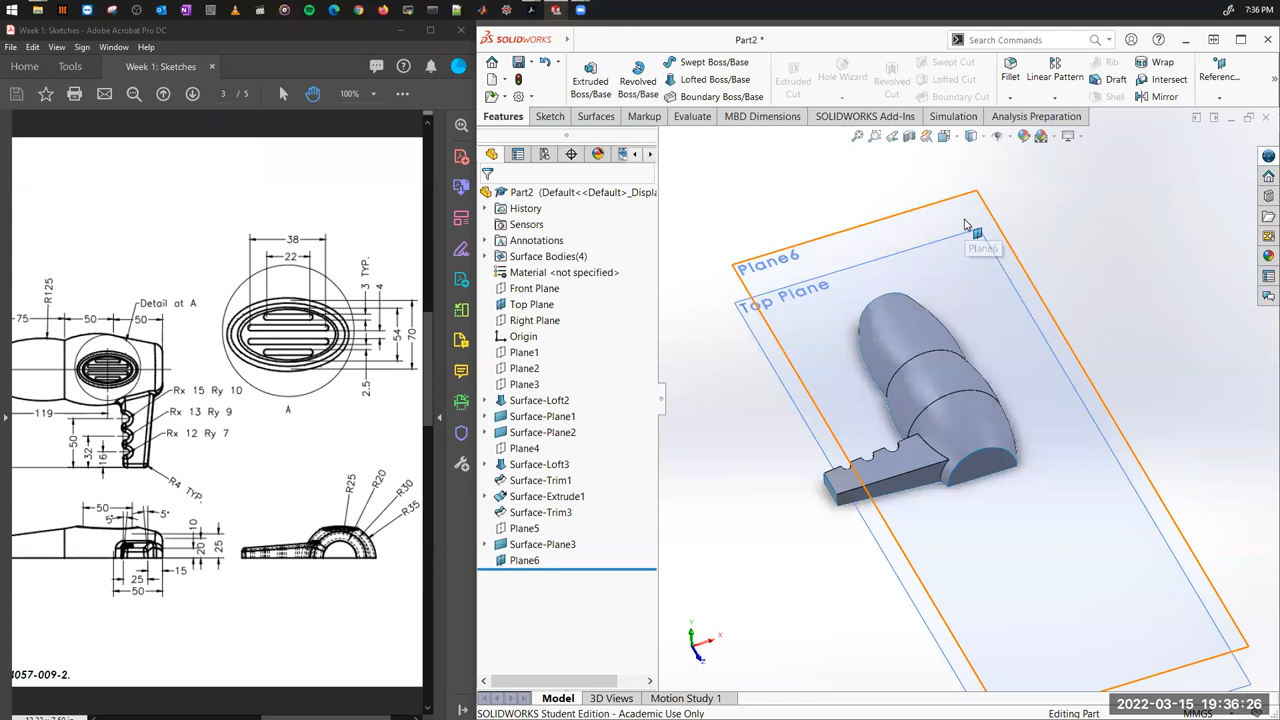 7:36 PM
Week 1: Sketches - Adobe Acrobat Pro DC
File Edit View Sign Window Help
Home Tools Week 1: Sketches
3 / 5 100%
38
22
3 TYP.
4
54
70
2.5
A
R125
Detail at A
75 50 50
Rx 15 Ry 10
Rx 13 Ry 9
Rx 12 Ry 7
119
50
32
16
R4 TYP.
50
5° 5°
10
20
25
15
25
50
R25
R20
R30
R35
4057-009-2.
SOLIDWORKS
Part2 *
Search Commands
Extruded Boss/Base
Revolved Boss/Base
Swept Boss/Base
Lofted Boss/Base
Boundary Boss/Base
Extruded Cut
Hole Wizard
Revolved Cut
Swept Cut
Lofted Cut
Boundary Cut
Fillet
Linear Pattern
Rib
Draft
Shell
Wrap
Intersect
Mirror
Referenc...
Features Sketch Surfaces Markup Evaluate MBD Dimensions SOLIDWORKS Add-Ins Simulation Analysis Preparation
Part2 (Default<<Default>_Displa
History
Sensors
Annotations
Surface Bodies(4)
Material <not specified>
Front Plane
Top Plane
Right Plane
Origin
Plane1
Plane2
Plane3
Surface-Loft2
Surface-Plane1
Surface-Plane2
Plane4
Surface-Loft3
Surface-Trim1
Surface-Extrude1
Surface-Trim3
Plane5
Surface-Plane3
Plane6
Plane6
Top Plane
Plane6
Y
X
Z
Model 3D Views Motion Study 1
SOLIDWORKS Student Edition - Academic Use Only
Editing Part
MMGS
2022-03-15 19:36:26